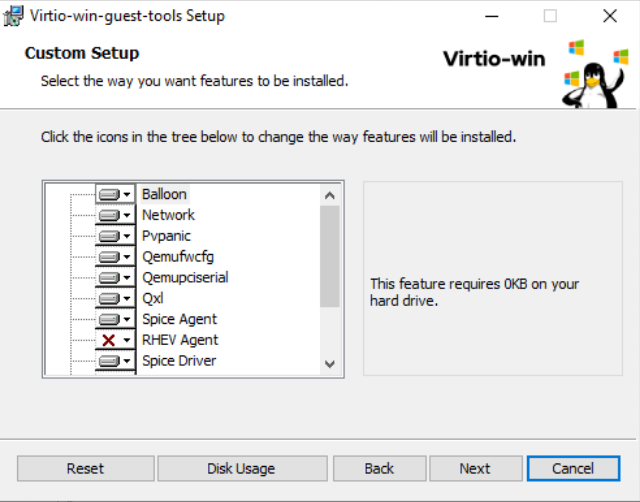 Virtio-win-guest-tools Setup
Custom Setup
Virtio-win
Select the way you want features to be installed.
Click the icons in the tree below to change the way features will be installed.
Balloon
Network
Pvpanic
Qemufwcfg
Qemupciserial
Qxl
Spice Agent
RHEV Agent
Spice Driver
This feature requires 0KB on your
hard drive.
Reset
Disk Usage
Back
Next
Cancel